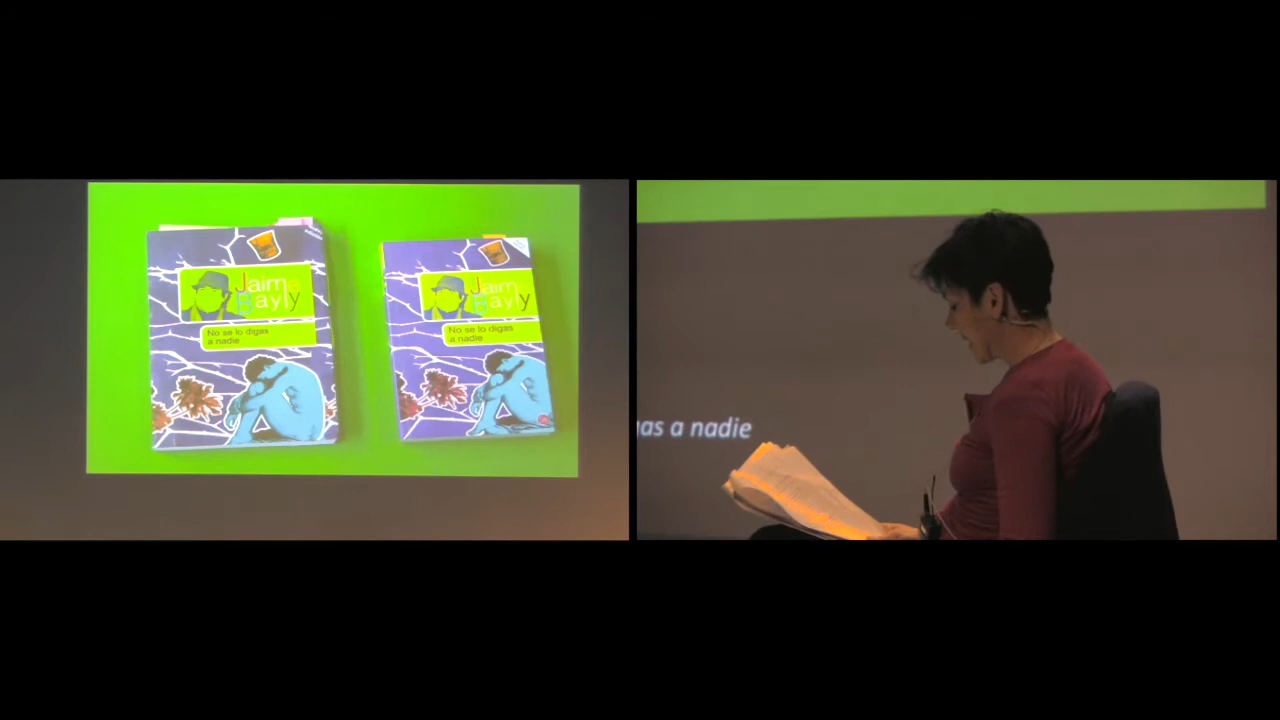 Jaime
Bayly
No se lo digas
a nadie
Jaime
Bayly
No se lo digas
a nadie
as a nadie